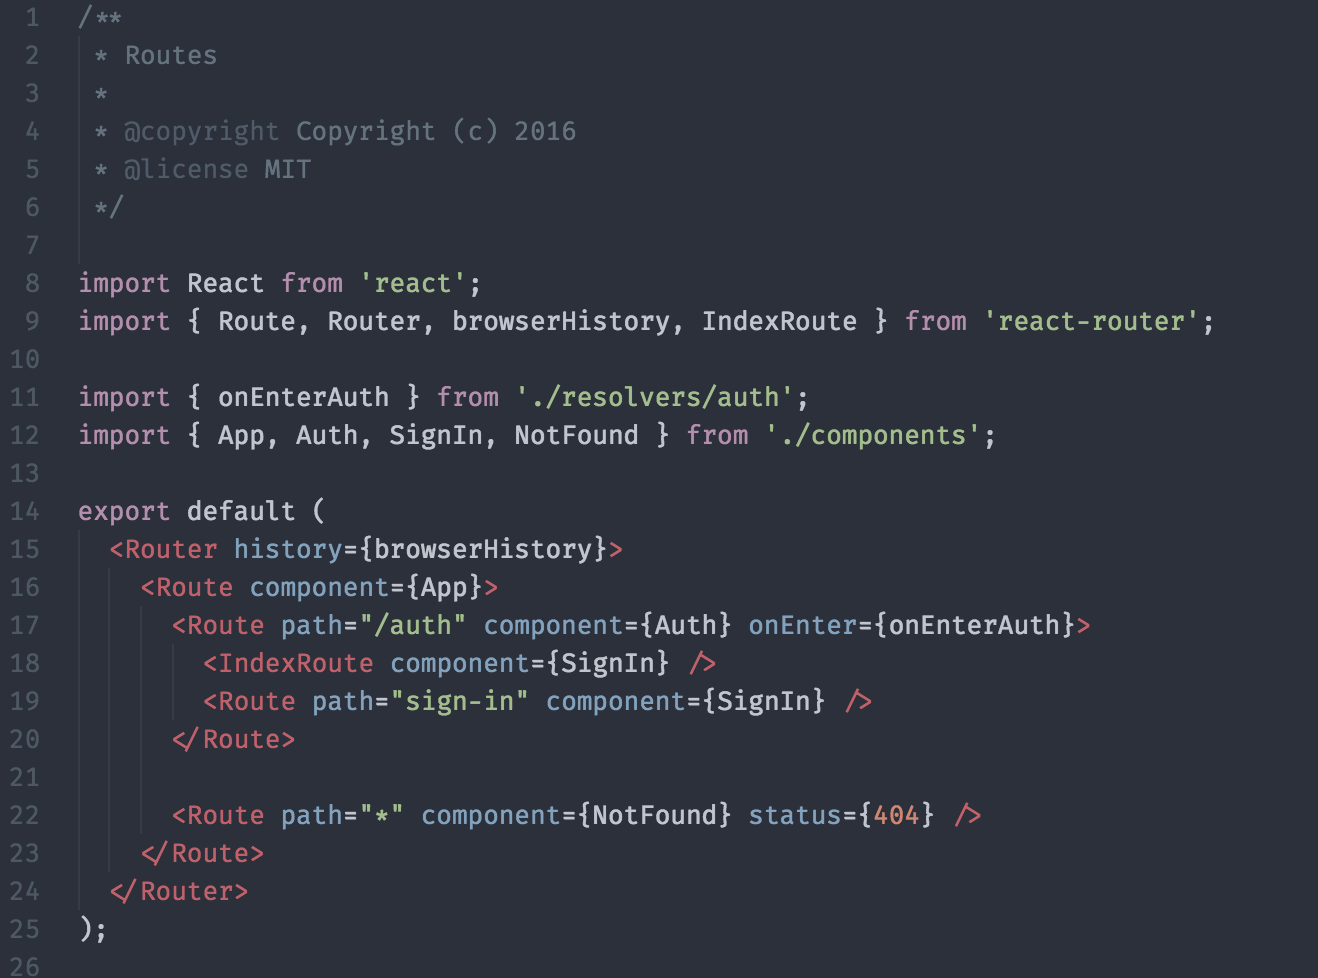 1 /**
2  * Routes
3  *
4  * @copyright Copyright (c) 2016
5  * @license MIT
6  */
7
8 import React from 'react';
9 import { Route, Router, browserHistory, IndexRoute } from 'react-router';
10
11 import { onEnterAuth } from './resolvers/auth';
12 import { App, Auth, SignIn, NotFound } from './components';
13
14 export default (
15   <Router history={browserHistory}>
16     <Route component={App}>
17       <Route path="/auth" component={Auth} onEnter={onEnterAuth}>
18         <IndexRoute component={SignIn} />
19         <Route path="sign-in" component={SignIn} />
20       </Route>
21
22       <Route path="*" component={NotFound} status={404} />
23     </Route>
24   </Router>
25 );
26